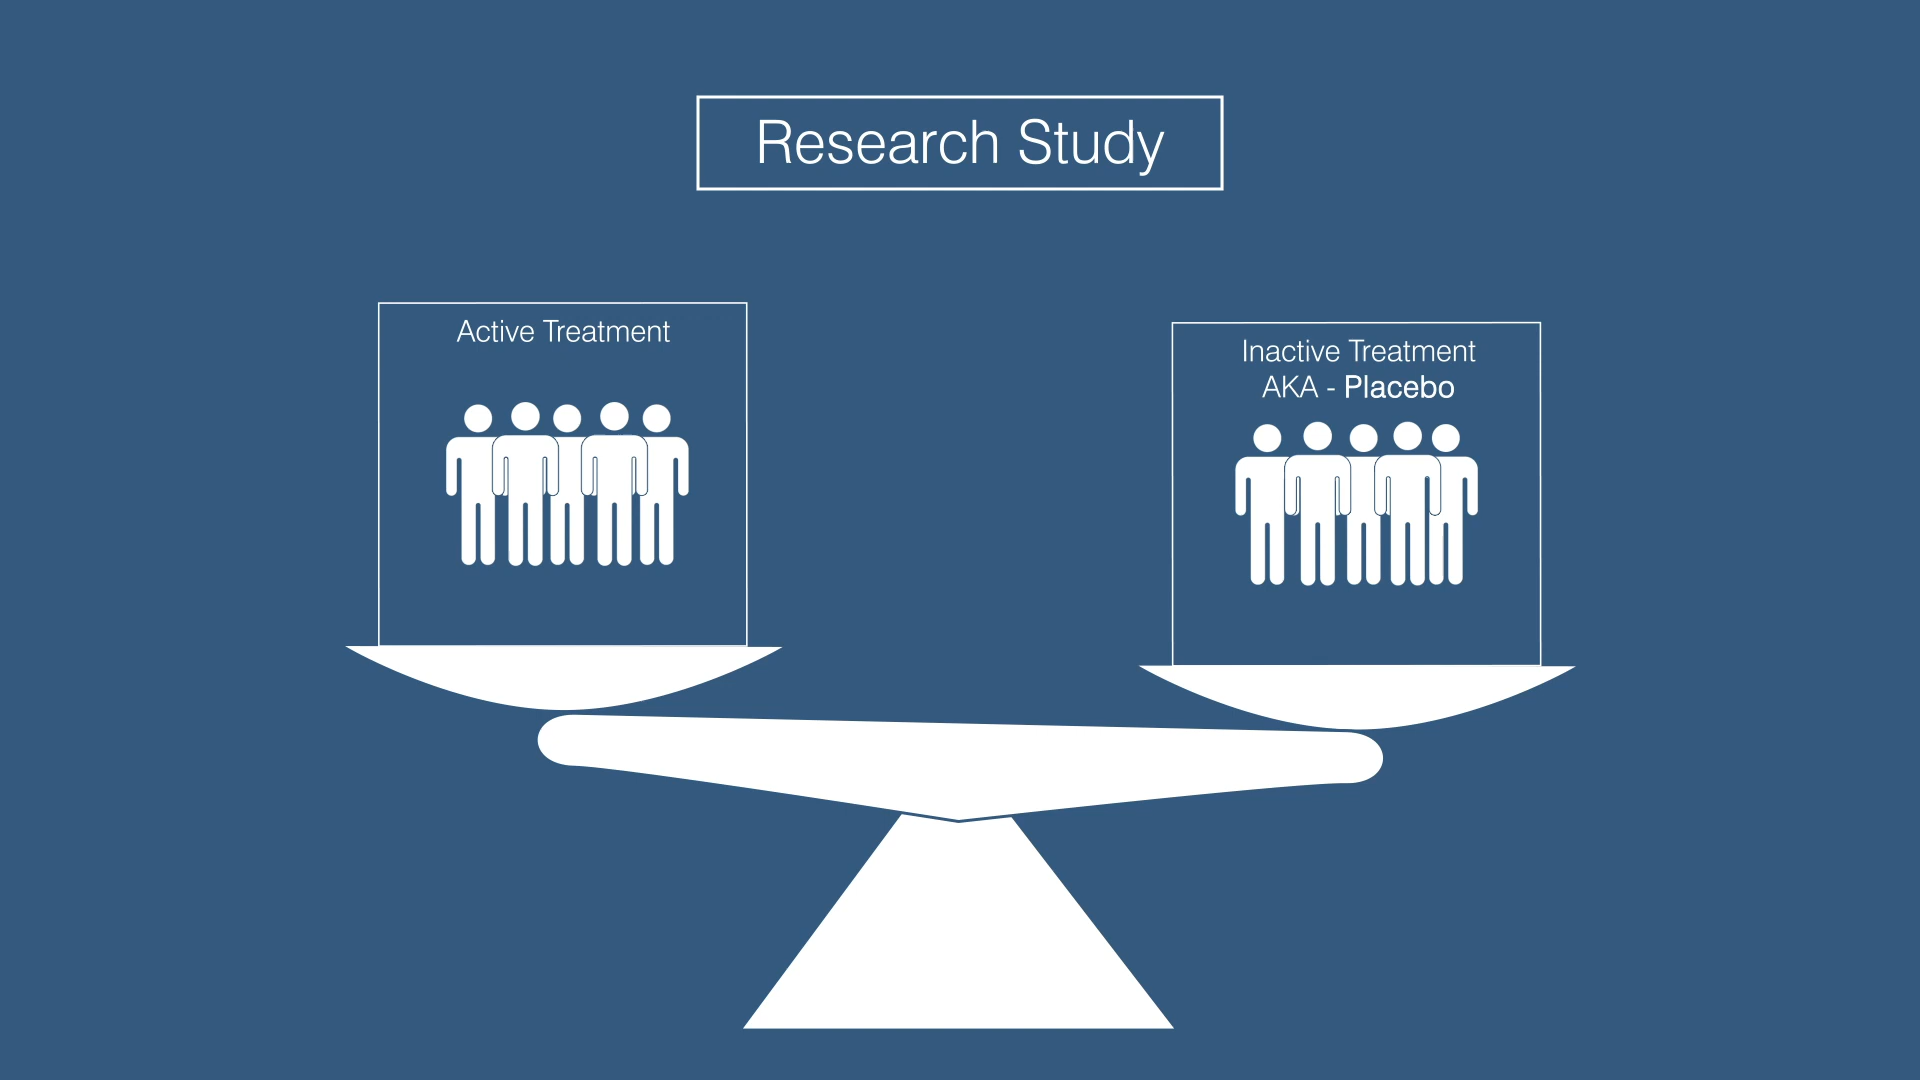 Research Study
Active Treatment
Inactive Treatment
AKA - Placebo